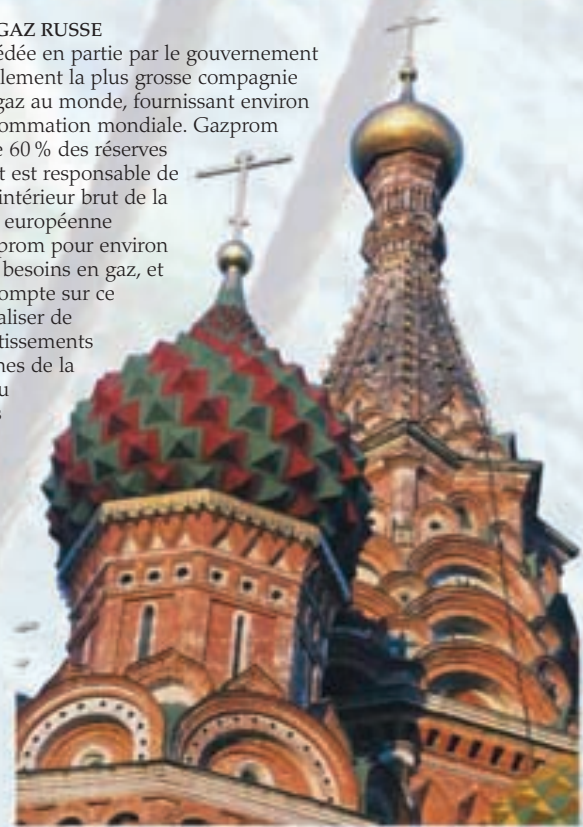 GAZ RUSSE
édée en partie par le gouvernement
lement la plus grosse compagnie
gaz au monde, fournissant environ
ommation mondiale. Gazprom
e 60 % des réserves
t est responsable de
intérieur brut de la
européenne
prom pour environ
besoins en gaz, et
ompte sur ce
aliser de
tissements
nes de la
u
s